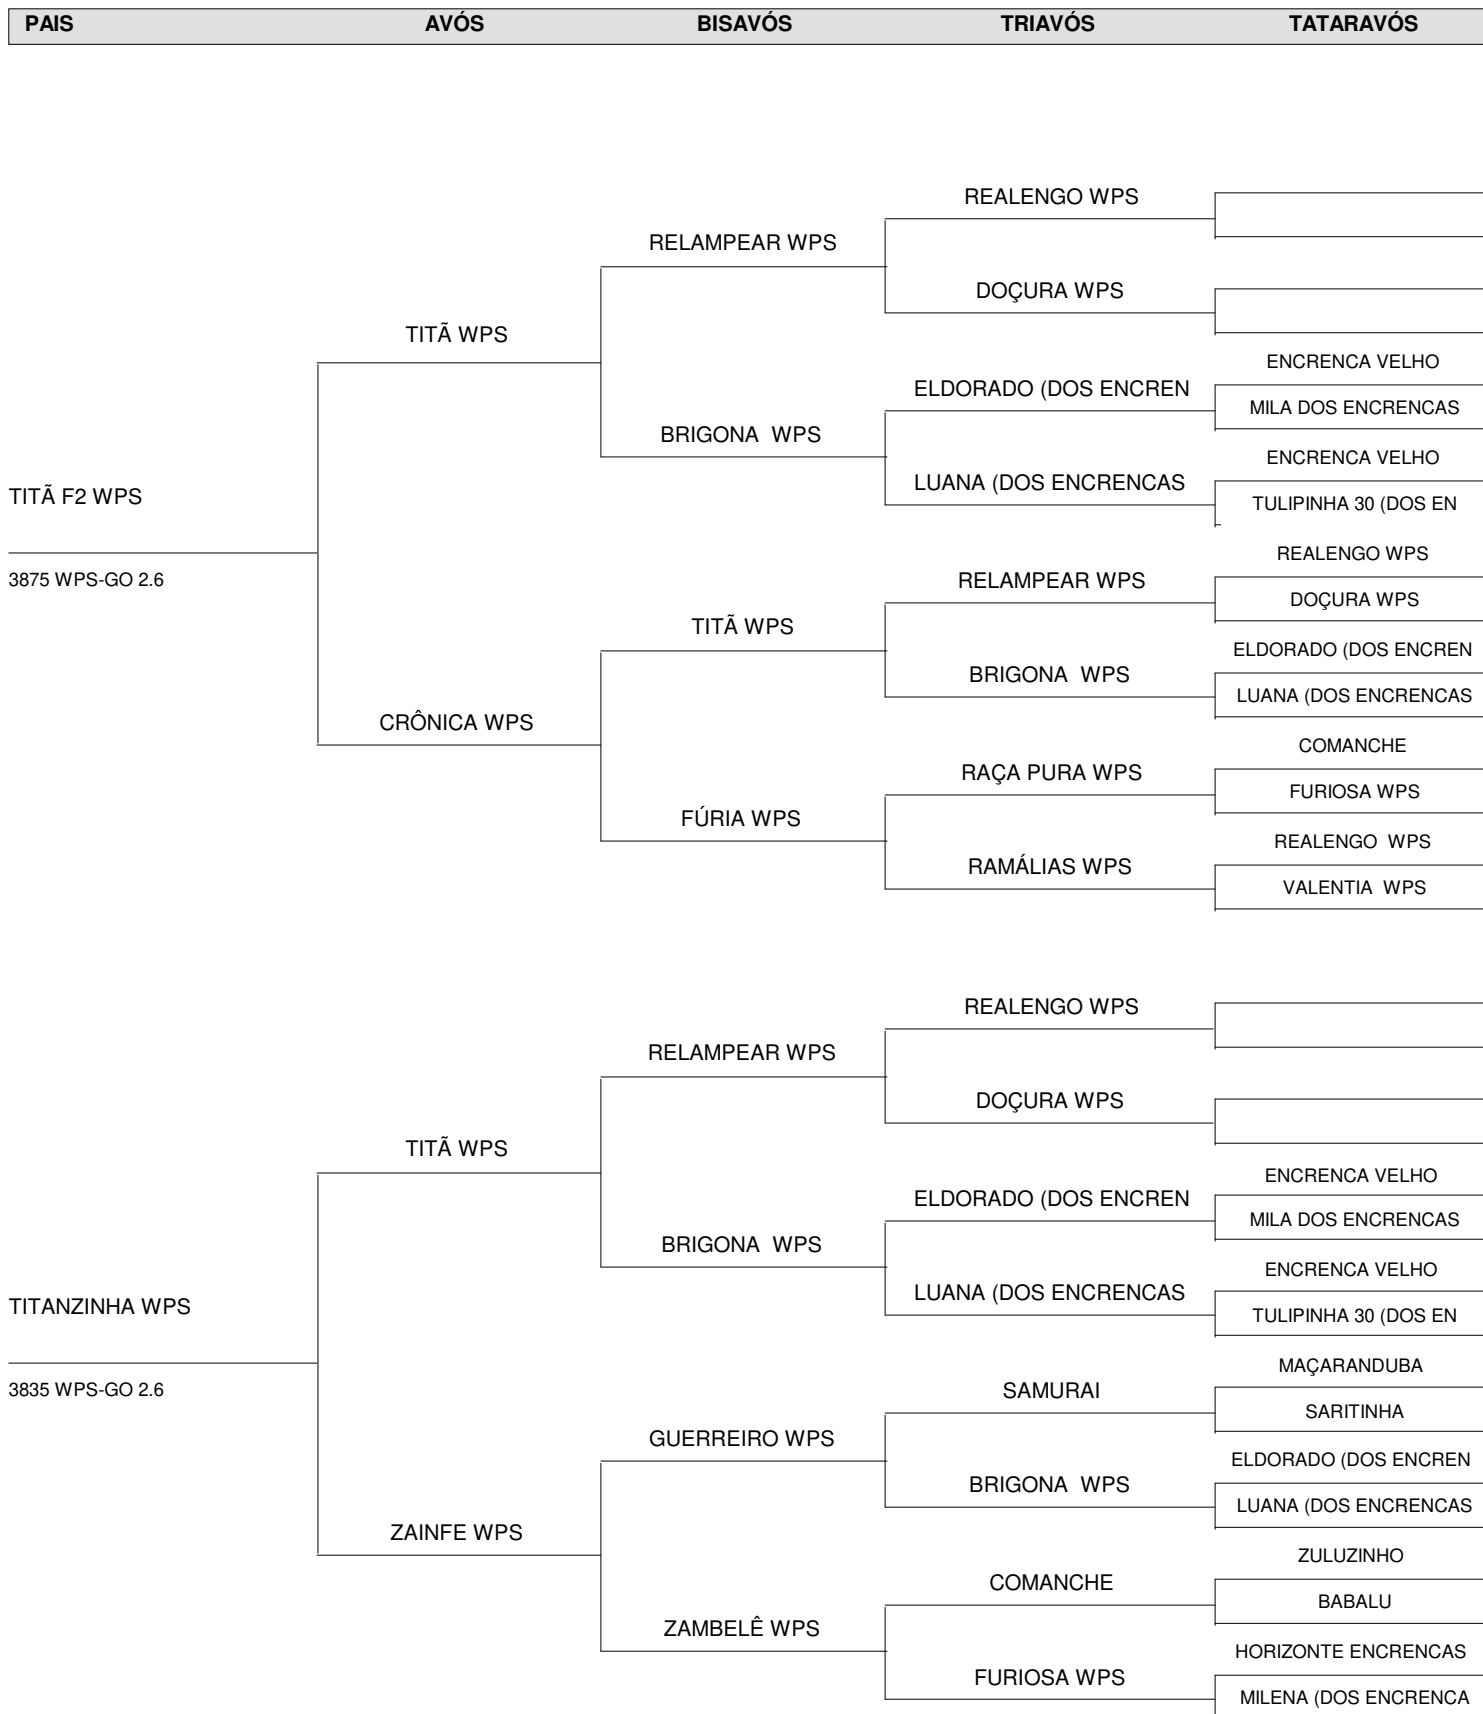 PAIS AVÓS BISAVÓS TRIAVÓS TATARAVÓS
REALENGO WPS
RELAMPEAR WPS
DOÇURA WPS
TITÃ WPS
ENCRENCA VELHO
ELDORADO (DOS ENCREN
MILA DOS ENCRENCAS
BRIGONA  WPS
ENCRENCA VELHO
LUANA (DOS ENCRENCAS
TITÃ F2 WPS
TULIPINHA 30 (DOS EN
REALENGO WPS
3875 WPS-GO 2.6
RELAMPEAR WPS
DOÇURA WPS
TITÃ WPS
ELDORADO (DOS ENCREN
BRIGONA  WPS
LUANA (DOS ENCRENCAS
CRÔNICA WPS
COMANCHE
RAÇA PURA WPS
FURIOSA WPS
FÚRIA WPS
REALENGO  WPS
RAMÁLIAS WPS
VALENTIA  WPS
REALENGO WPS
RELAMPEAR WPS
DOÇURA WPS
TITÃ WPS
ENCRENCA VELHO
ELDORADO (DOS ENCREN
MILA DOS ENCRENCAS
BRIGONA  WPS
ENCRENCA VELHO
LUANA (DOS ENCRENCAS
TITANZINHA WPS
TULIPINHA 30 (DOS EN
MAÇARANDUBA
3835 WPS-GO 2.6
SAMURAI
SARITINHA
GUERREIRO WPS
ELDORADO (DOS ENCREN
BRIGONA  WPS
LUANA (DOS ENCRENCAS
ZAINFE WPS
ZULUZINHO
COMANCHE
BABALU
ZAMBELÊ WPS
HORIZONTE ENCRENCAS
FURIOSA WPS
MILENA (DOS ENCRENCA